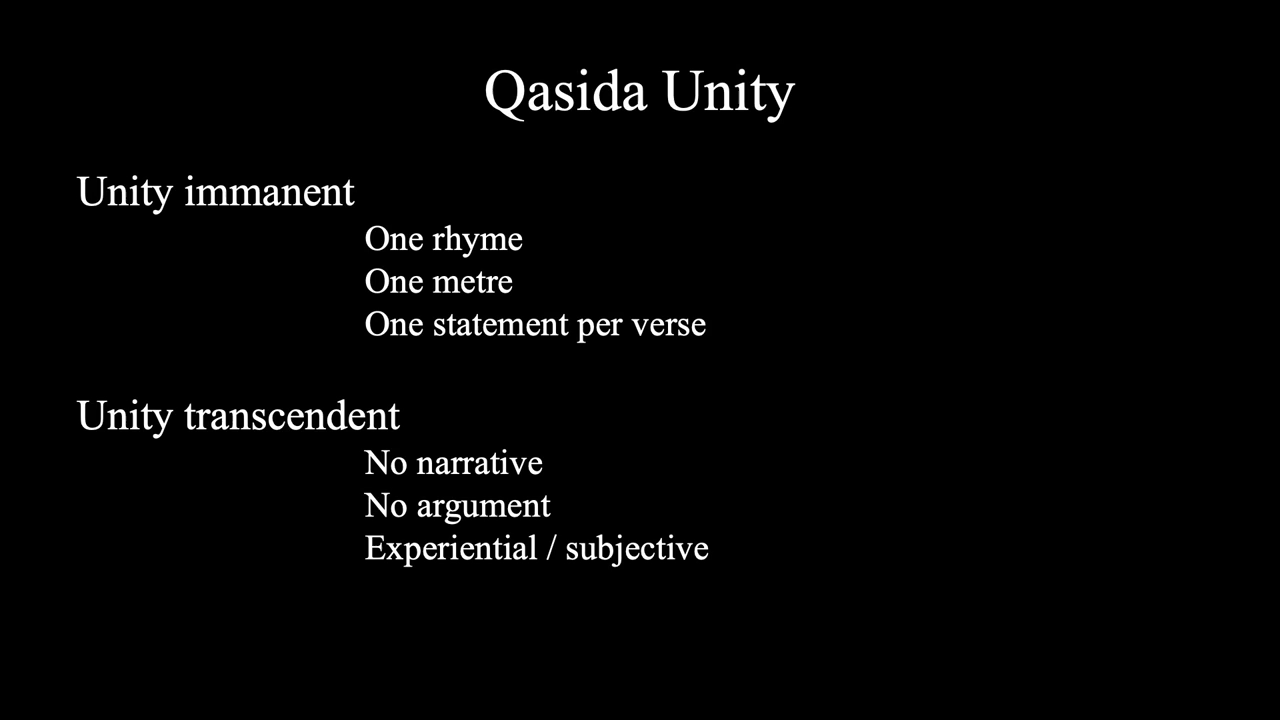 Qasida Unity
Unity immanent
One rhyme
One metre
One statement per verse
Unity transcendent
No narrative
No argument
Experiential / subjective